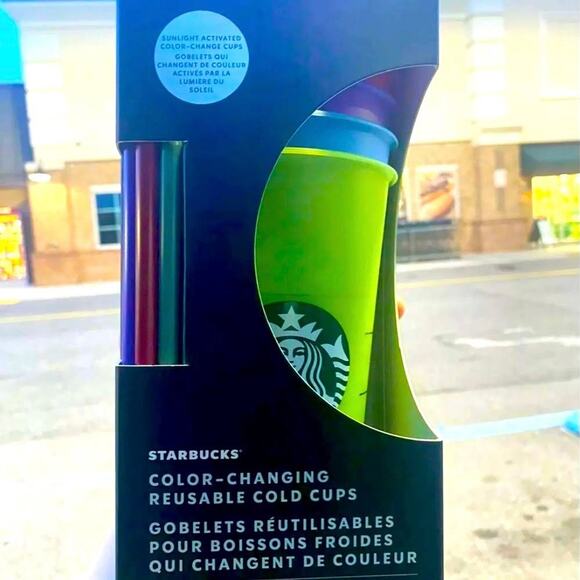 SUNLIGHT ACTIVATED
COLOR-CHANGE CUPS
GOBELETS QUI
CHANGENT DE COULEUR
ACTIVÉS PAR LA
LUMIÈRE DU
SOLEIL
STARBUCKS®
COLOR-CHANGING
REUSABLE COLD CUPS
GOBELETS RÉUTILISABLES
POUR BOISSONS FROIDES
QUI CHANGENT DE COULEUR